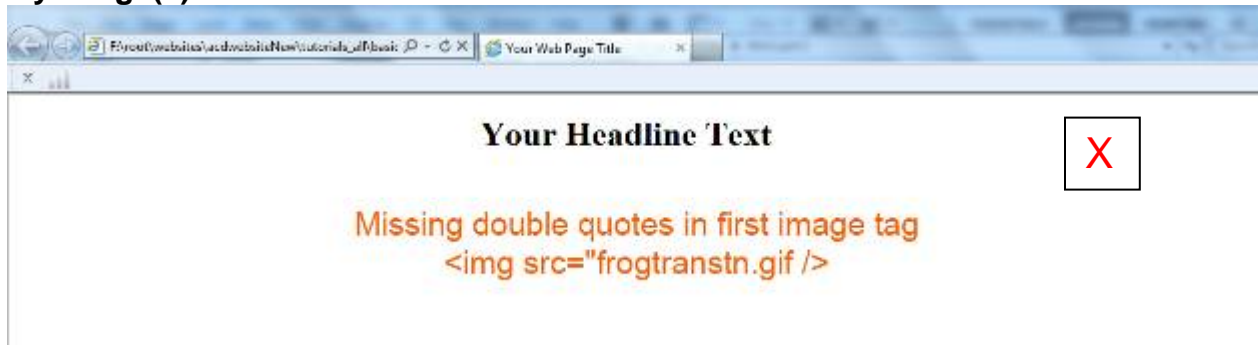 Your Web Page Title
Your Headline Text
X
Missing double quotes in first image tag
<img src="frogtranstn.gif />